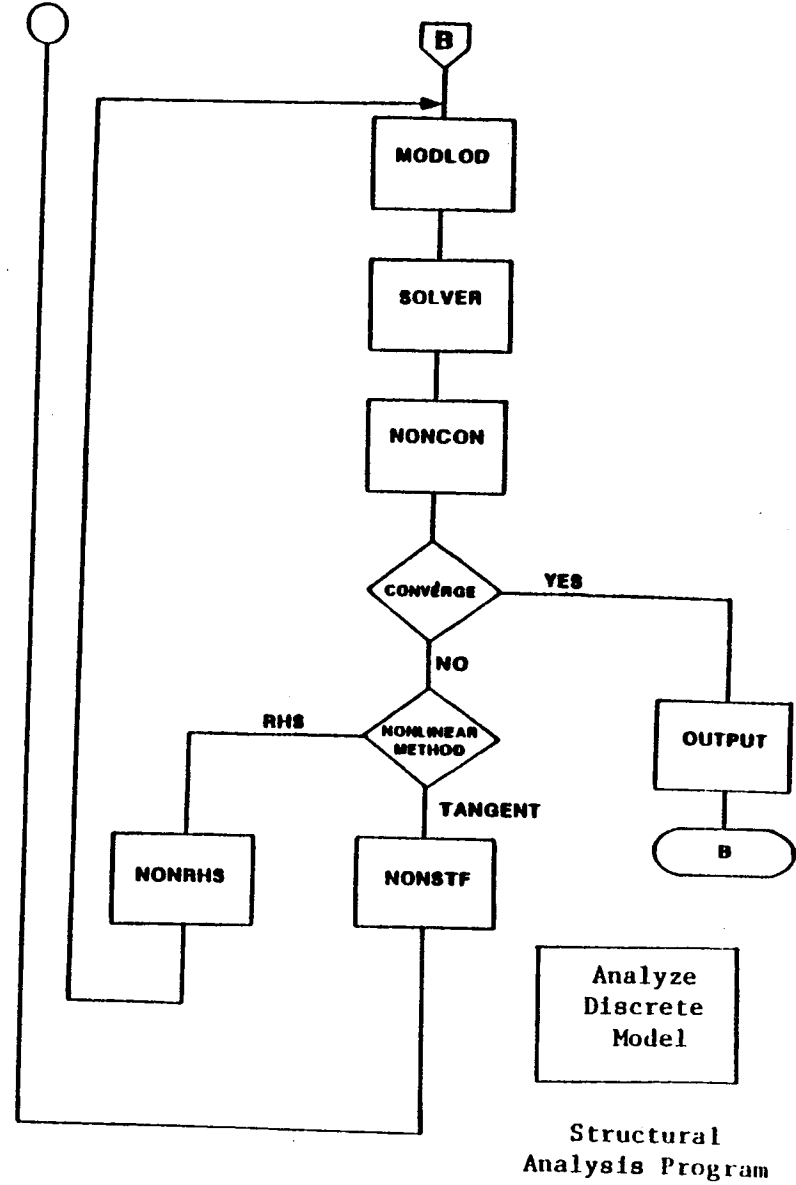 B
MODLOD
SOLVER
NONCON
CONVERGE
YES
NO
RHS
NONLINEAR
METHOD
OUTPUT
TANGENT
B
NONRHS
NONSTF
Analyze
Discrete
Model
Structural
Analysis Program